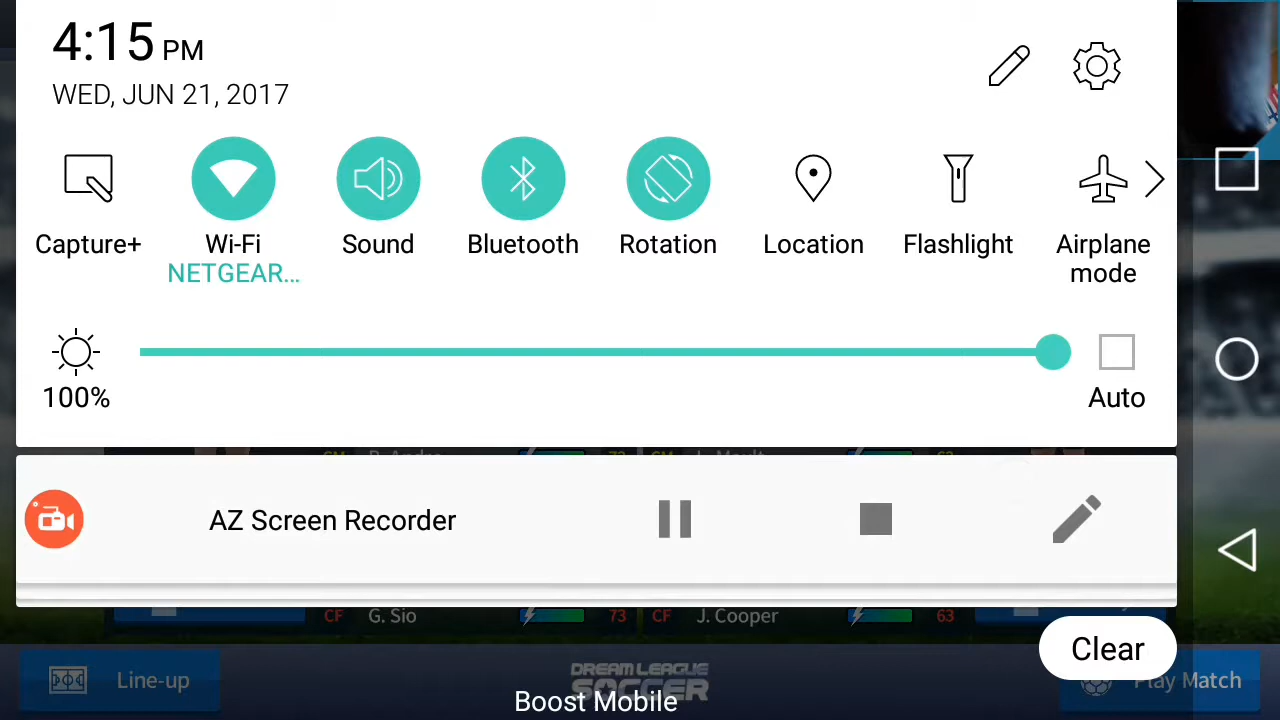 4:15 PM
WED, JUN 21, 2017
Capture+
Wi-Fi
NETGEAR...
Sound
Bluetooth
Rotation
Location
Flashlight
Airplane
mode
100%
Auto
AZ Screen Recorder
CF G. Sio 73 CF J. Cooper 63
Clear
Line-up
DREAM LEAGUE
SOCCER
Play Match
Boost Mobile